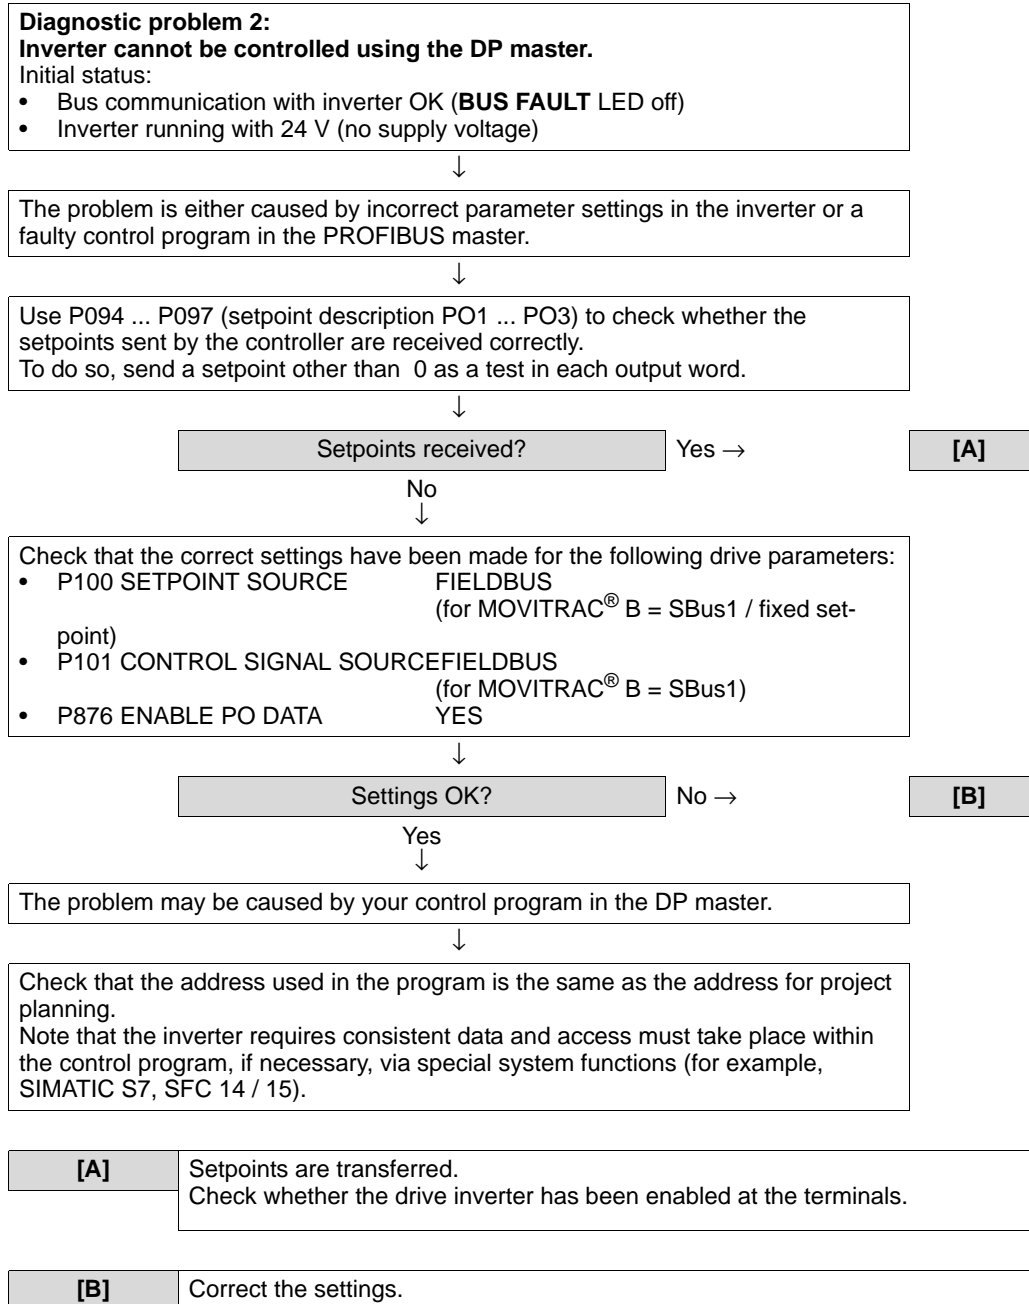 Diagnostic problem 2:
Inverter cannot be controlled using the DP master.
Initial status:
• Bus communication with inverter OK (BUS FAULT LED off)
• Inverter running with 24 V (no supply voltage)
↓
The problem is either caused by incorrect parameter settings in the inverter or a
faulty control program in the PROFIBUS master.
↓
Use P094 ... P097 (setpoint description PO1 ... PO3) to check whether the
setpoints sent by the controller are received correctly.
To do so, send a setpoint other than 0 as a test in each output word.
↓
Setpoints received? Yes → [A]
No
↓
Check that the correct settings have been made for the following drive parameters:
• P100 SETPOINT SOURCE FIELDBUS
(for MOVITRAC® B = SBus1 / fixed set-
point)
• P101 CONTROL SIGNAL SOURCEFIELDBUS
(for MOVITRAC® B = SBus1)
• P876 ENABLE PO DATA YES
↓
Settings OK? No → [B]
Yes
↓
The problem may be caused by your control program in the DP master.
↓
Check that the address used in the program is the same as the address for project
planning.
Note that the inverter requires consistent data and access must take place within
the control program, if necessary, via special system functions (for example,
SIMATIC S7, SFC 14 / 15).
[A] Setpoints are transferred.
Check whether the drive inverter has been enabled at the terminals.
[B] Correct the settings.